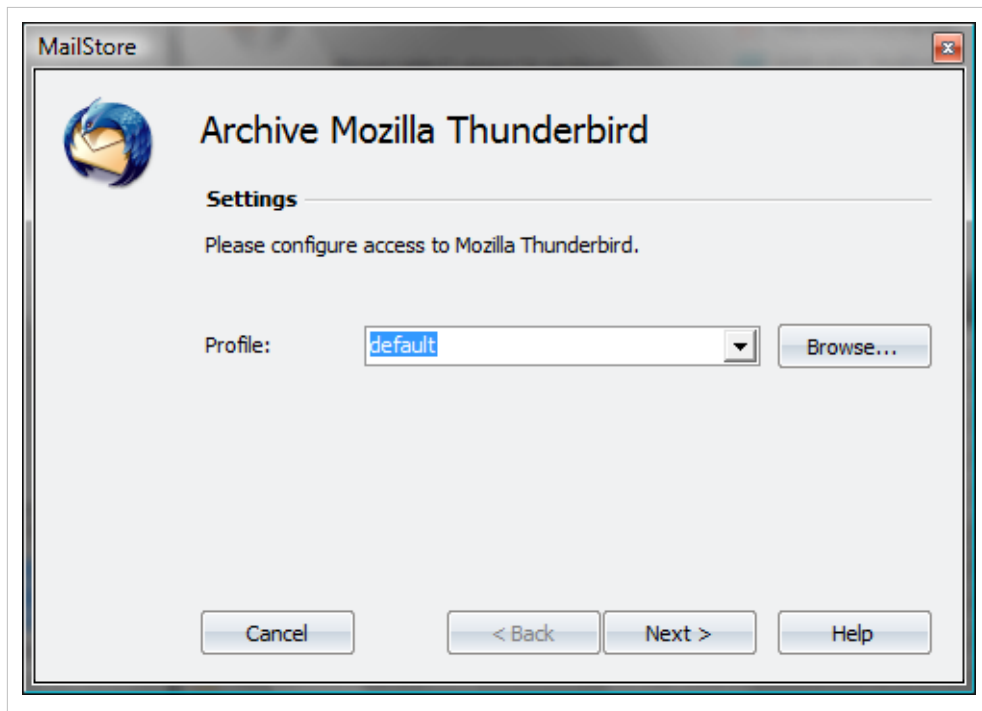 MailStore
Archive Mozilla Thunderbird
Settings
Please configure access to Mozilla Thunderbird.
Profile: default Browse...
Cancel < Back Next > Help